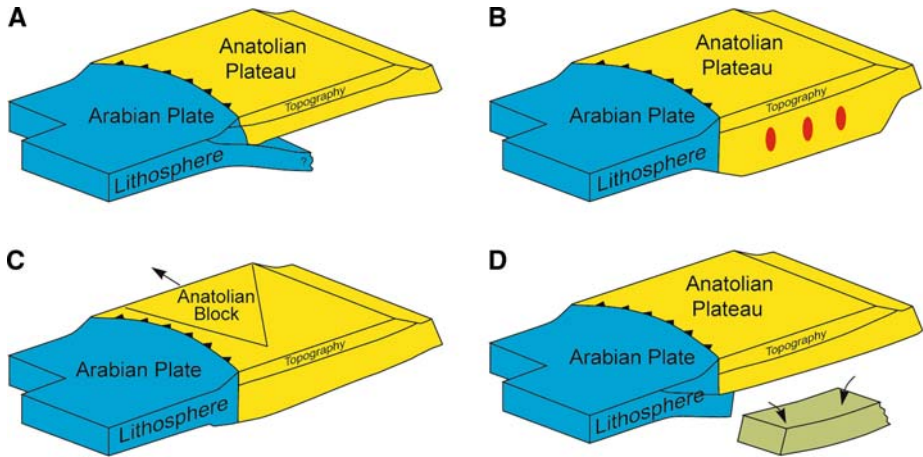 A
Anatolian
Plateau
Topography
Arabian Plate
Lithosphere
?
B
Anatolian
Plateau
Topography
Arabian Plate
Lithosphere
C
Anatolian
Block
Topography
Arabian Plate
Lithosphere
D
Anatolian
Plateau
Topography
Arabian Plate
Lithosphere